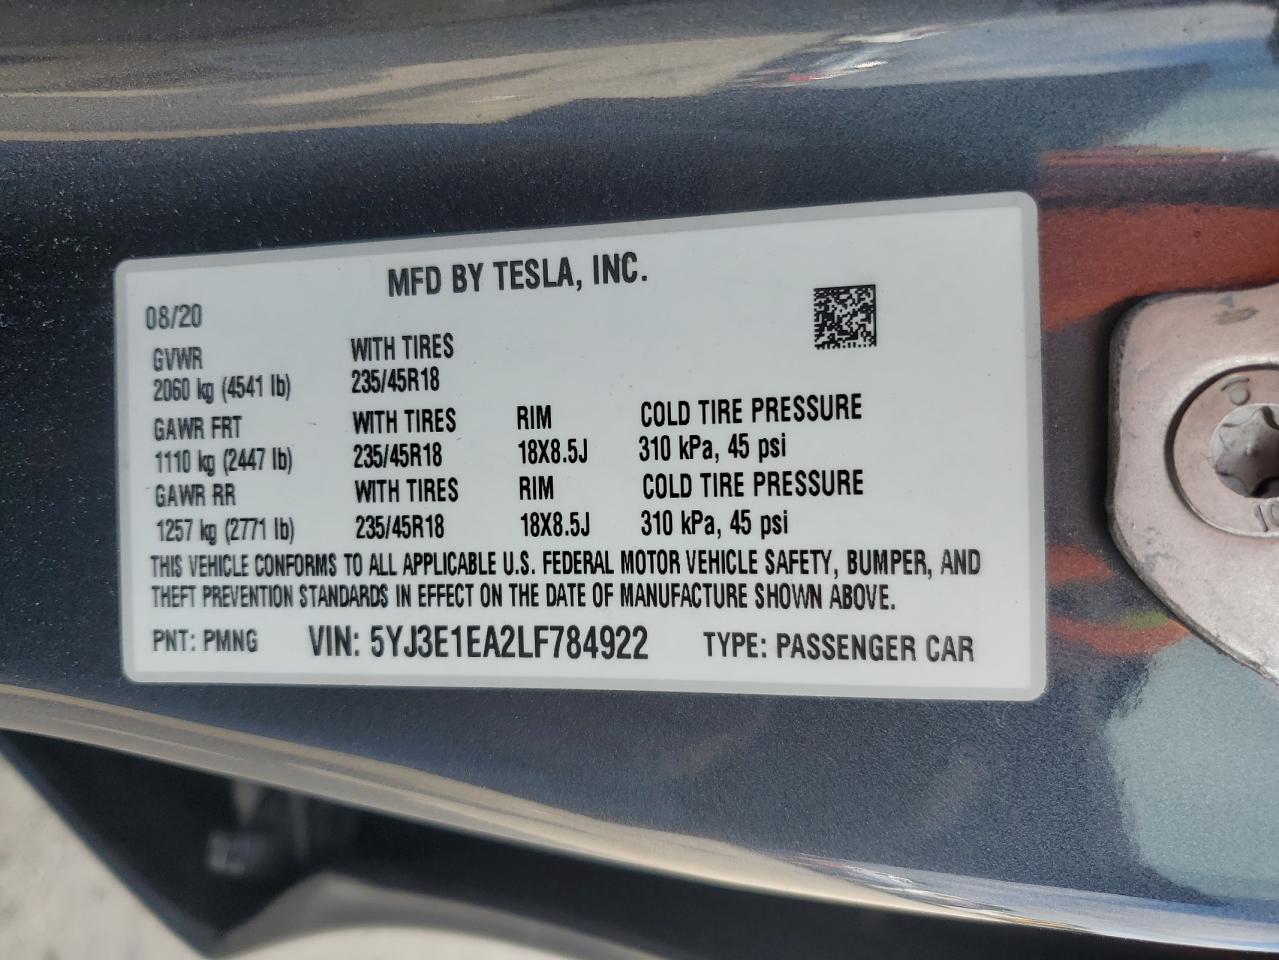 MFD BY TESLA, INC.
08/20
GVWR WITH TIRES
2060 kg (4541 lb) 235/45R18
GAWR FRT WITH TIRES RIM COLD TIRE PRESSURE
1110 kg (2447 lb) 235/45R18 18X8.5J 310 kPa, 45 psi
GAWR RR WITH TIRES RIM COLD TIRE PRESSURE
1257 kg (2771 lb) 235/45R18 18X8.5J 310 kPa, 45 psi
THIS VEHICLE CONFORMS TO ALL APPLICABLE U.S. FEDERAL MOTOR VEHICLE SAFETY, BUMPER, AND
THEFT PREVENTION STANDARDS IN EFFECT ON THE DATE OF MANUFACTURE SHOWN ABOVE.
PNT: PMNG VIN: 5YJ3E1EA2LF784922 TYPE: PASSENGER CAR